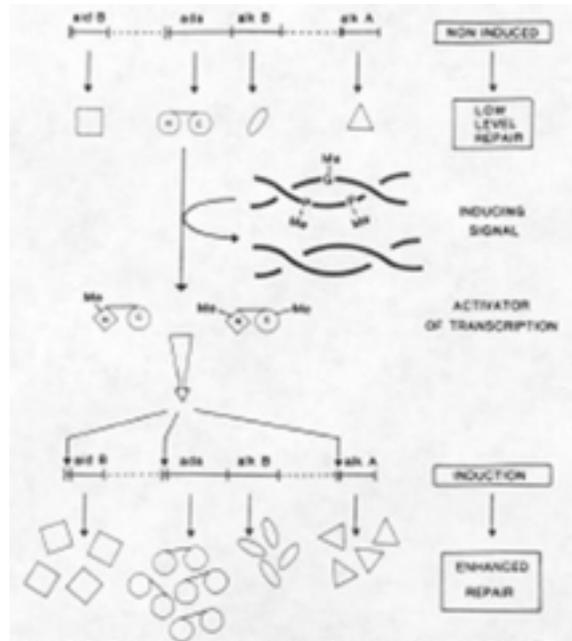 aid B ada alk B alk A
NON INDUCED
N C
LOW
LEVEL
REPAIR
Me
G
Me Me
INDUCING
SIGNAL
Me
N C
Me Me
N C
ACTIVATOR
OF TRANSCRIPTION
aid B ada alk B alk A
INDUCTION
ENHANCED
REPAIR